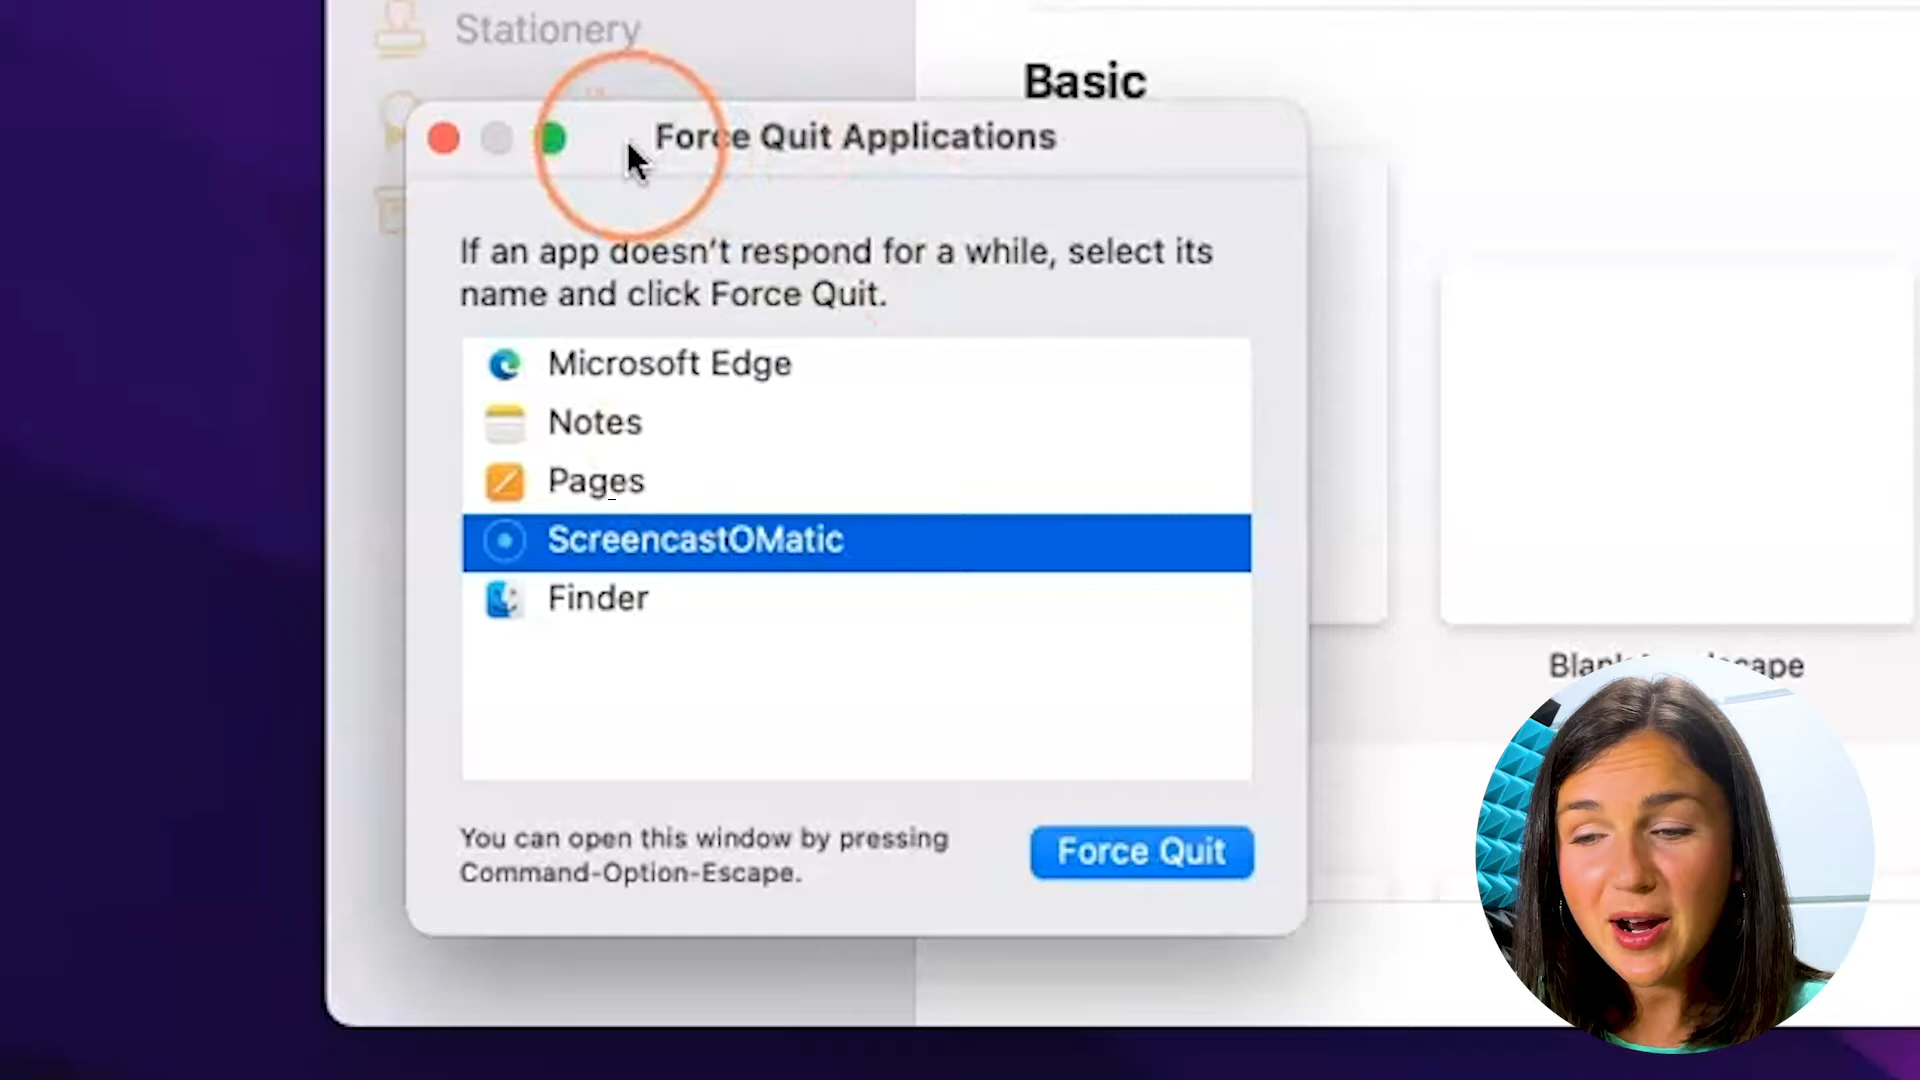 Stationery
Basic
Force Quit Applications
If an app doesn't respond for a while, select its
name and click Force Quit.
Microsoft Edge
Notes
Pages
ScreencastOMatic
Finder
You can open this window by pressing
Command-Option-Escape.
Force Quit